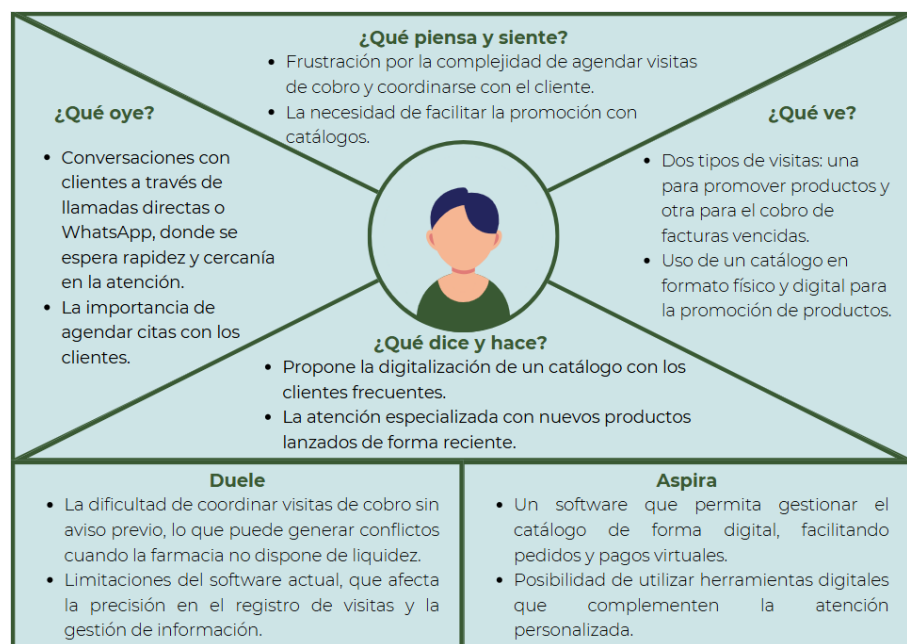 ¿Qué piensa y siente?
• Frustración por la complejidad de agendar visitas
de cobro y coordinarse con el cliente.
• La necesidad de facilitar la promoción con
catálogos.
¿Qué oye?
• Conversaciones con
clientes a través de
llamadas directas o
WhatsApp, donde se
espera rapidez y cercanía
en la atención.
• La importancia de
agendar citas con los
clientes.
¿Qué ve?
• Dos tipos de visitas: una
para promover productos y
otra para el cobro de
facturas vencidas.
• Uso de un catálogo en
formato físico y digital para
la promoción de productos.
¿Qué dice y hace?
• Propone la digitalización de un catálogo con los
clientes frecuentes.
• La atención especializada con nuevos productos
lanzados de forma reciente.
Duele
• La dificultad de coordinar visitas de cobro sin
aviso previo, lo que puede generar conflictos
cuando la farmacia no dispone de liquidez.
• Limitaciones del software actual, que afecta
la precisión en el registro de visitas y la
gestión de información.
Aspira
• Un software que permita gestionar el
catálogo de forma digital, facilitando
pedidos y pagos virtuales.
• Posibilidad de utilizar herramientas digitales
que complementen la atención
personalizada.